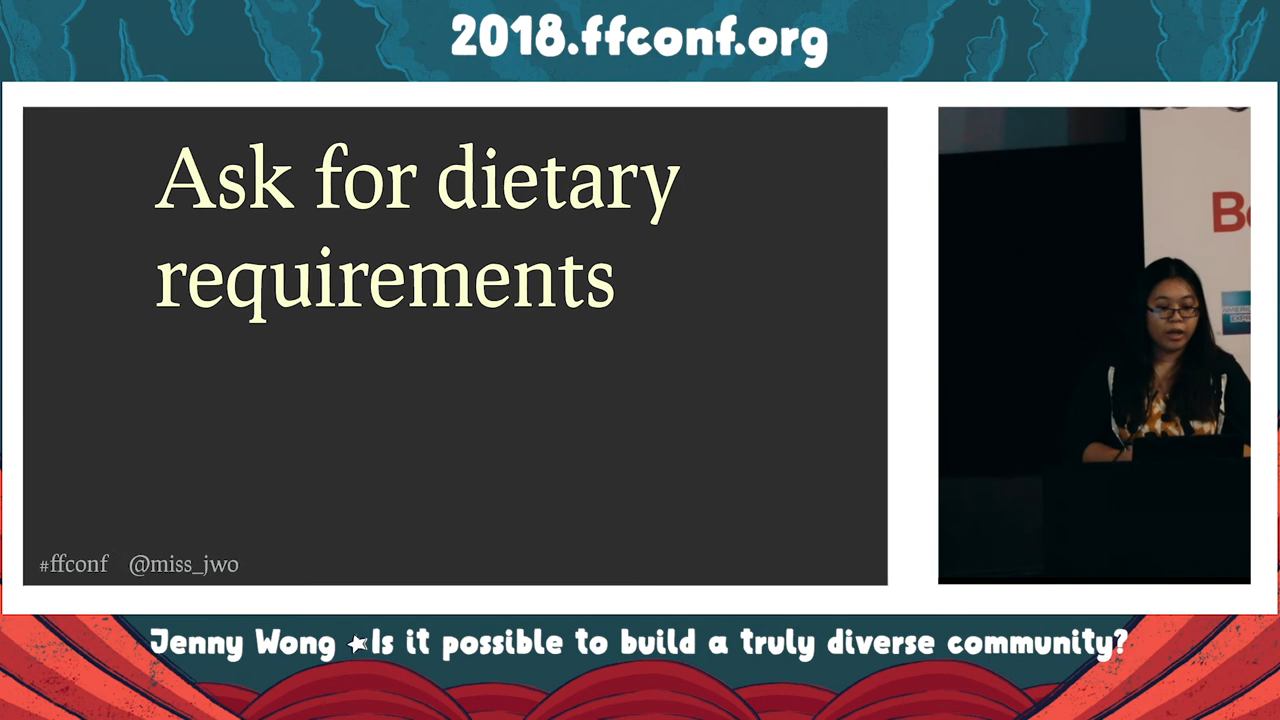 2018.ffconf.org
Ask for dietary
requirements
#ffconf @miss_jwo
Jenny Wong ★ Is it possible to build a truly diverse community?